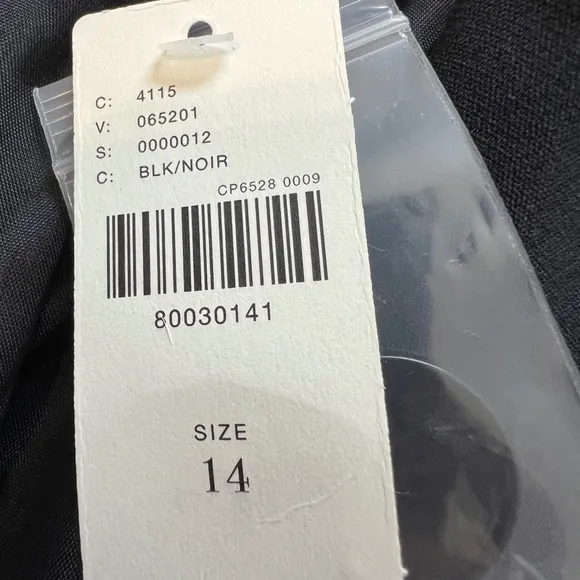 C: 4115
V: 065201
S: 0000012
C: BLK/NOIR
CP6528 0009
80030141
SIZE
14